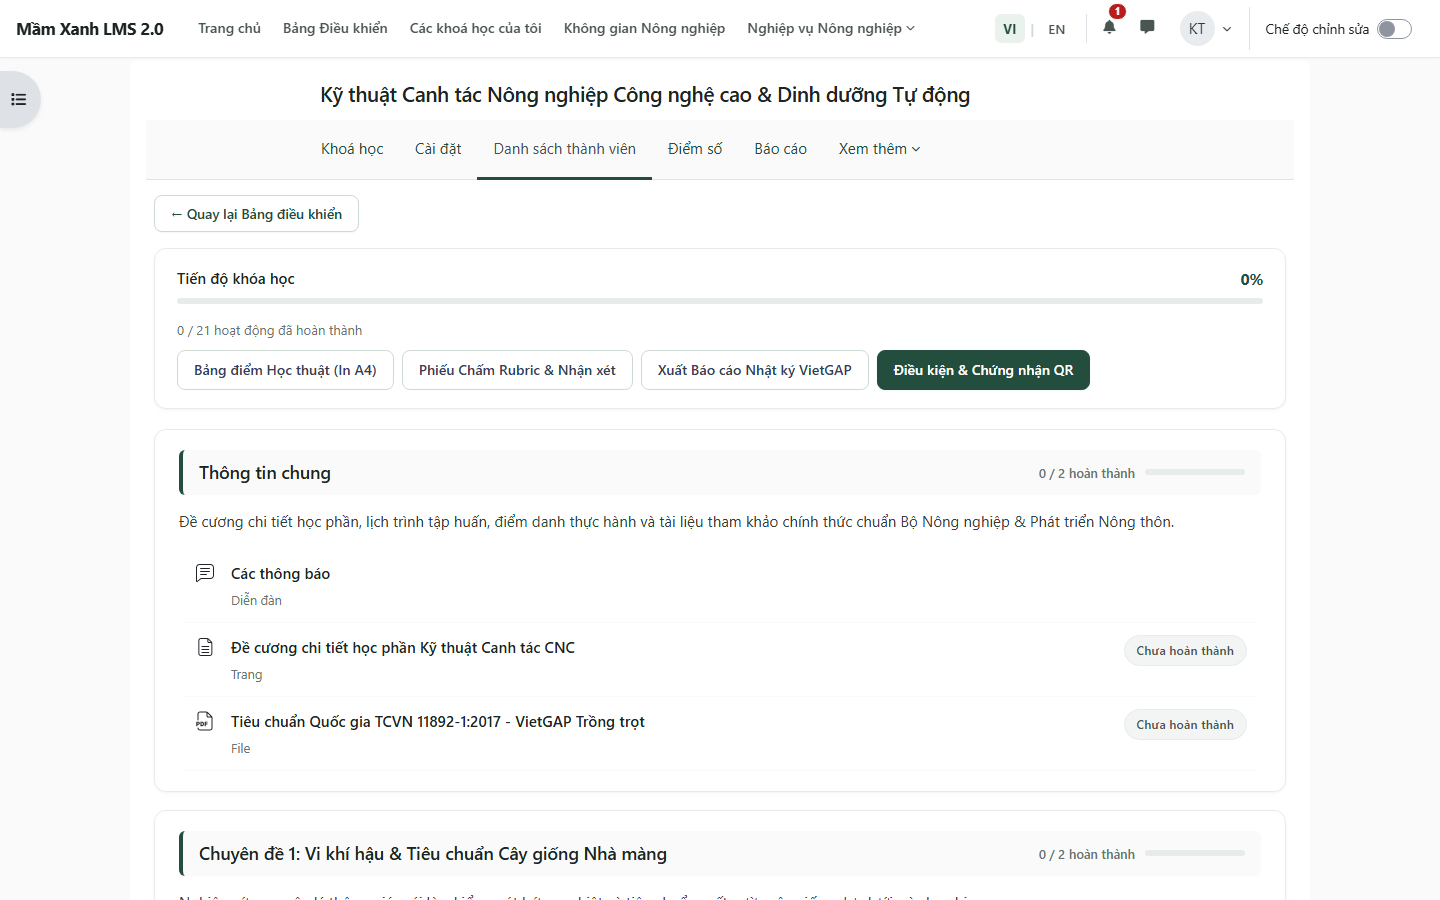 Mầm Xanh LMS 2.0
Trang chủ
Bảng Điều khiển
Các khoá học của tôi
Không gian Nông nghiệp
Nghiệp vụ Nông nghiệp
VI | EN
1
KT
Chế độ chỉnh sửa
Kỹ thuật Canh tác Nông nghiệp Công nghệ cao & Dinh dưỡng Tự động
Khoá học
Cài đặt
Danh sách thành viên
Điểm số
Báo cáo
Xem thêm
← Quay lại Bảng điều khiển
Tiến độ khóa học
0%
0 / 21 hoạt động đã hoàn thành
Bảng điểm Học thuật (In A4)
Phiếu Chấm Rubric & Nhận xét
Xuất Báo cáo Nhật ký VietGAP
Điều kiện & Chứng nhận QR
Thông tin chung
0 / 2 hoàn thành
Đề cương chi tiết học phần, lịch trình tập huấn, điểm danh thực hành và tài liệu tham khảo chính thức chuẩn Bộ Nông nghiệp & Phát triển Nông thôn.
Các thông báo
Diễn đàn
Đề cương chi tiết học phần Kỹ thuật Canh tác CNC
Trang
Chưa hoàn thành
PDF
Tiêu chuẩn Quốc gia TCVN 11892-1:2017 - VietGAP Trồng trọt
File
Chưa hoàn thành
Chuyên đề 1: Vi khí hậu & Tiêu chuẩn Cây giống Nhà màng
0 / 2 hoàn thành